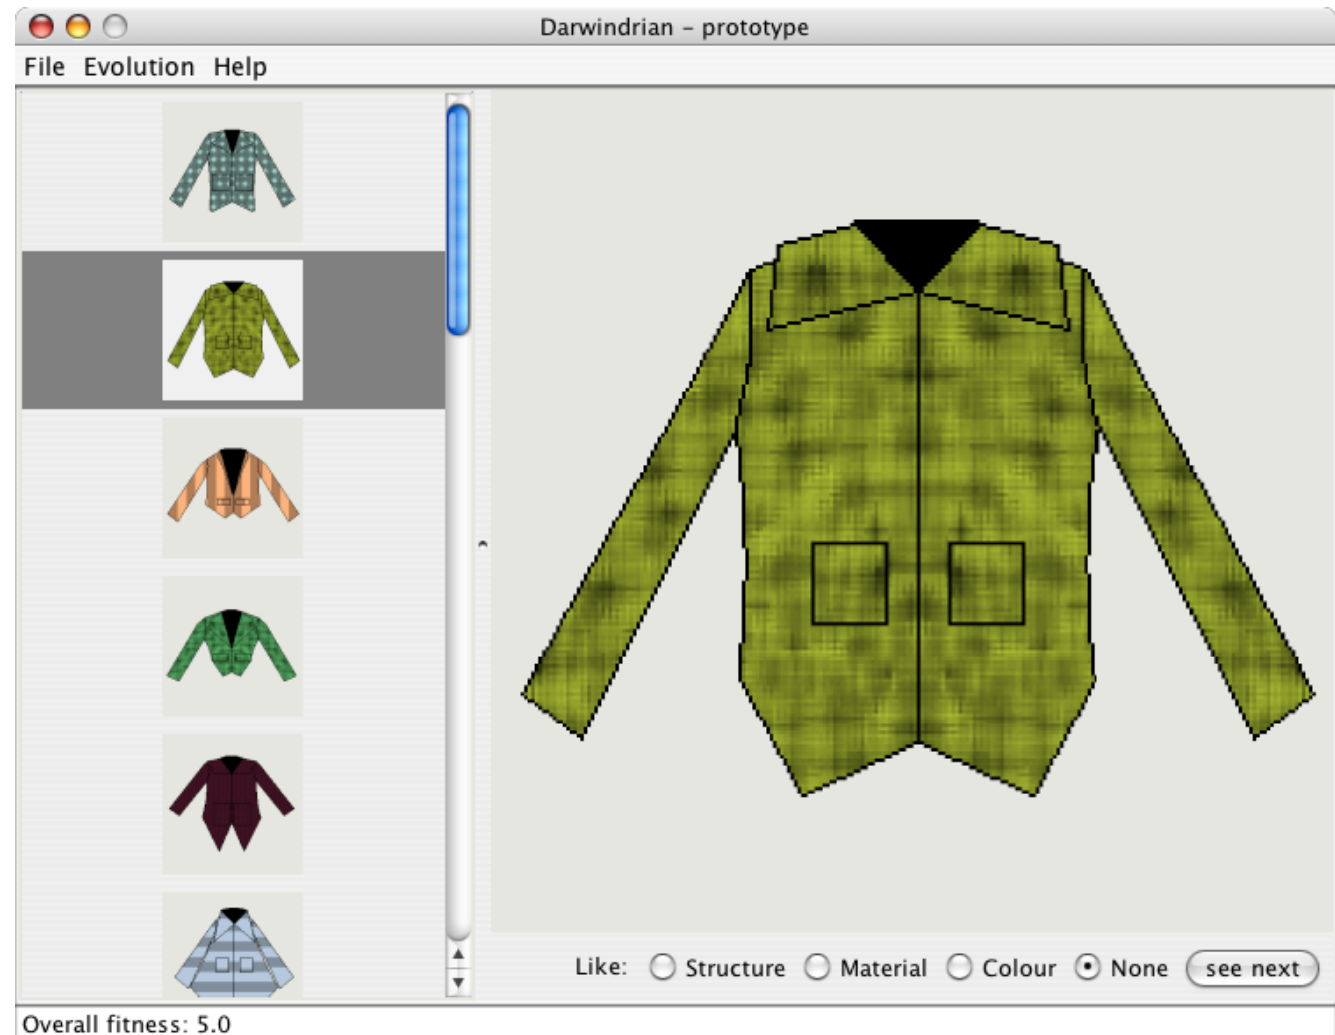 Darwindrian – prototype
File Evolution Help
Like: Structure Material Colour None see next
Overall fitness: 5.0